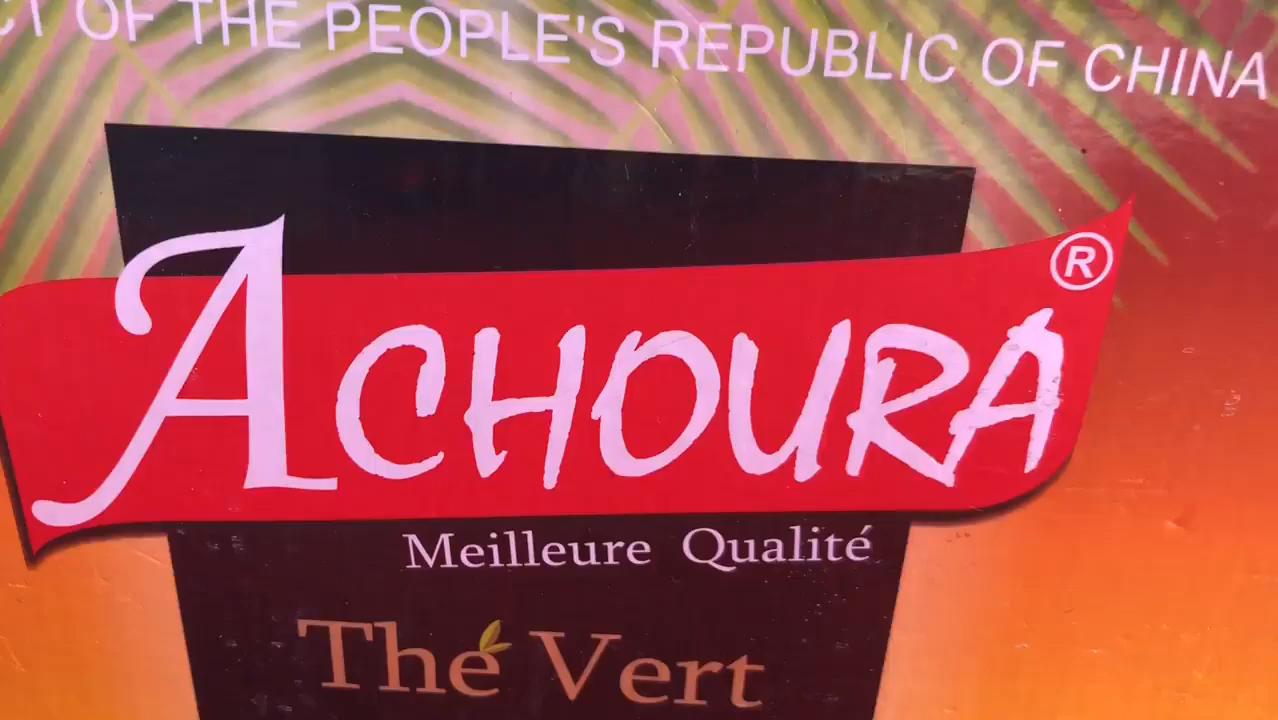 OF THE PEOPLE'S REPUBLIC OF CHINA
ACHOURA ®
Meilleure Qualité
Thé Vert